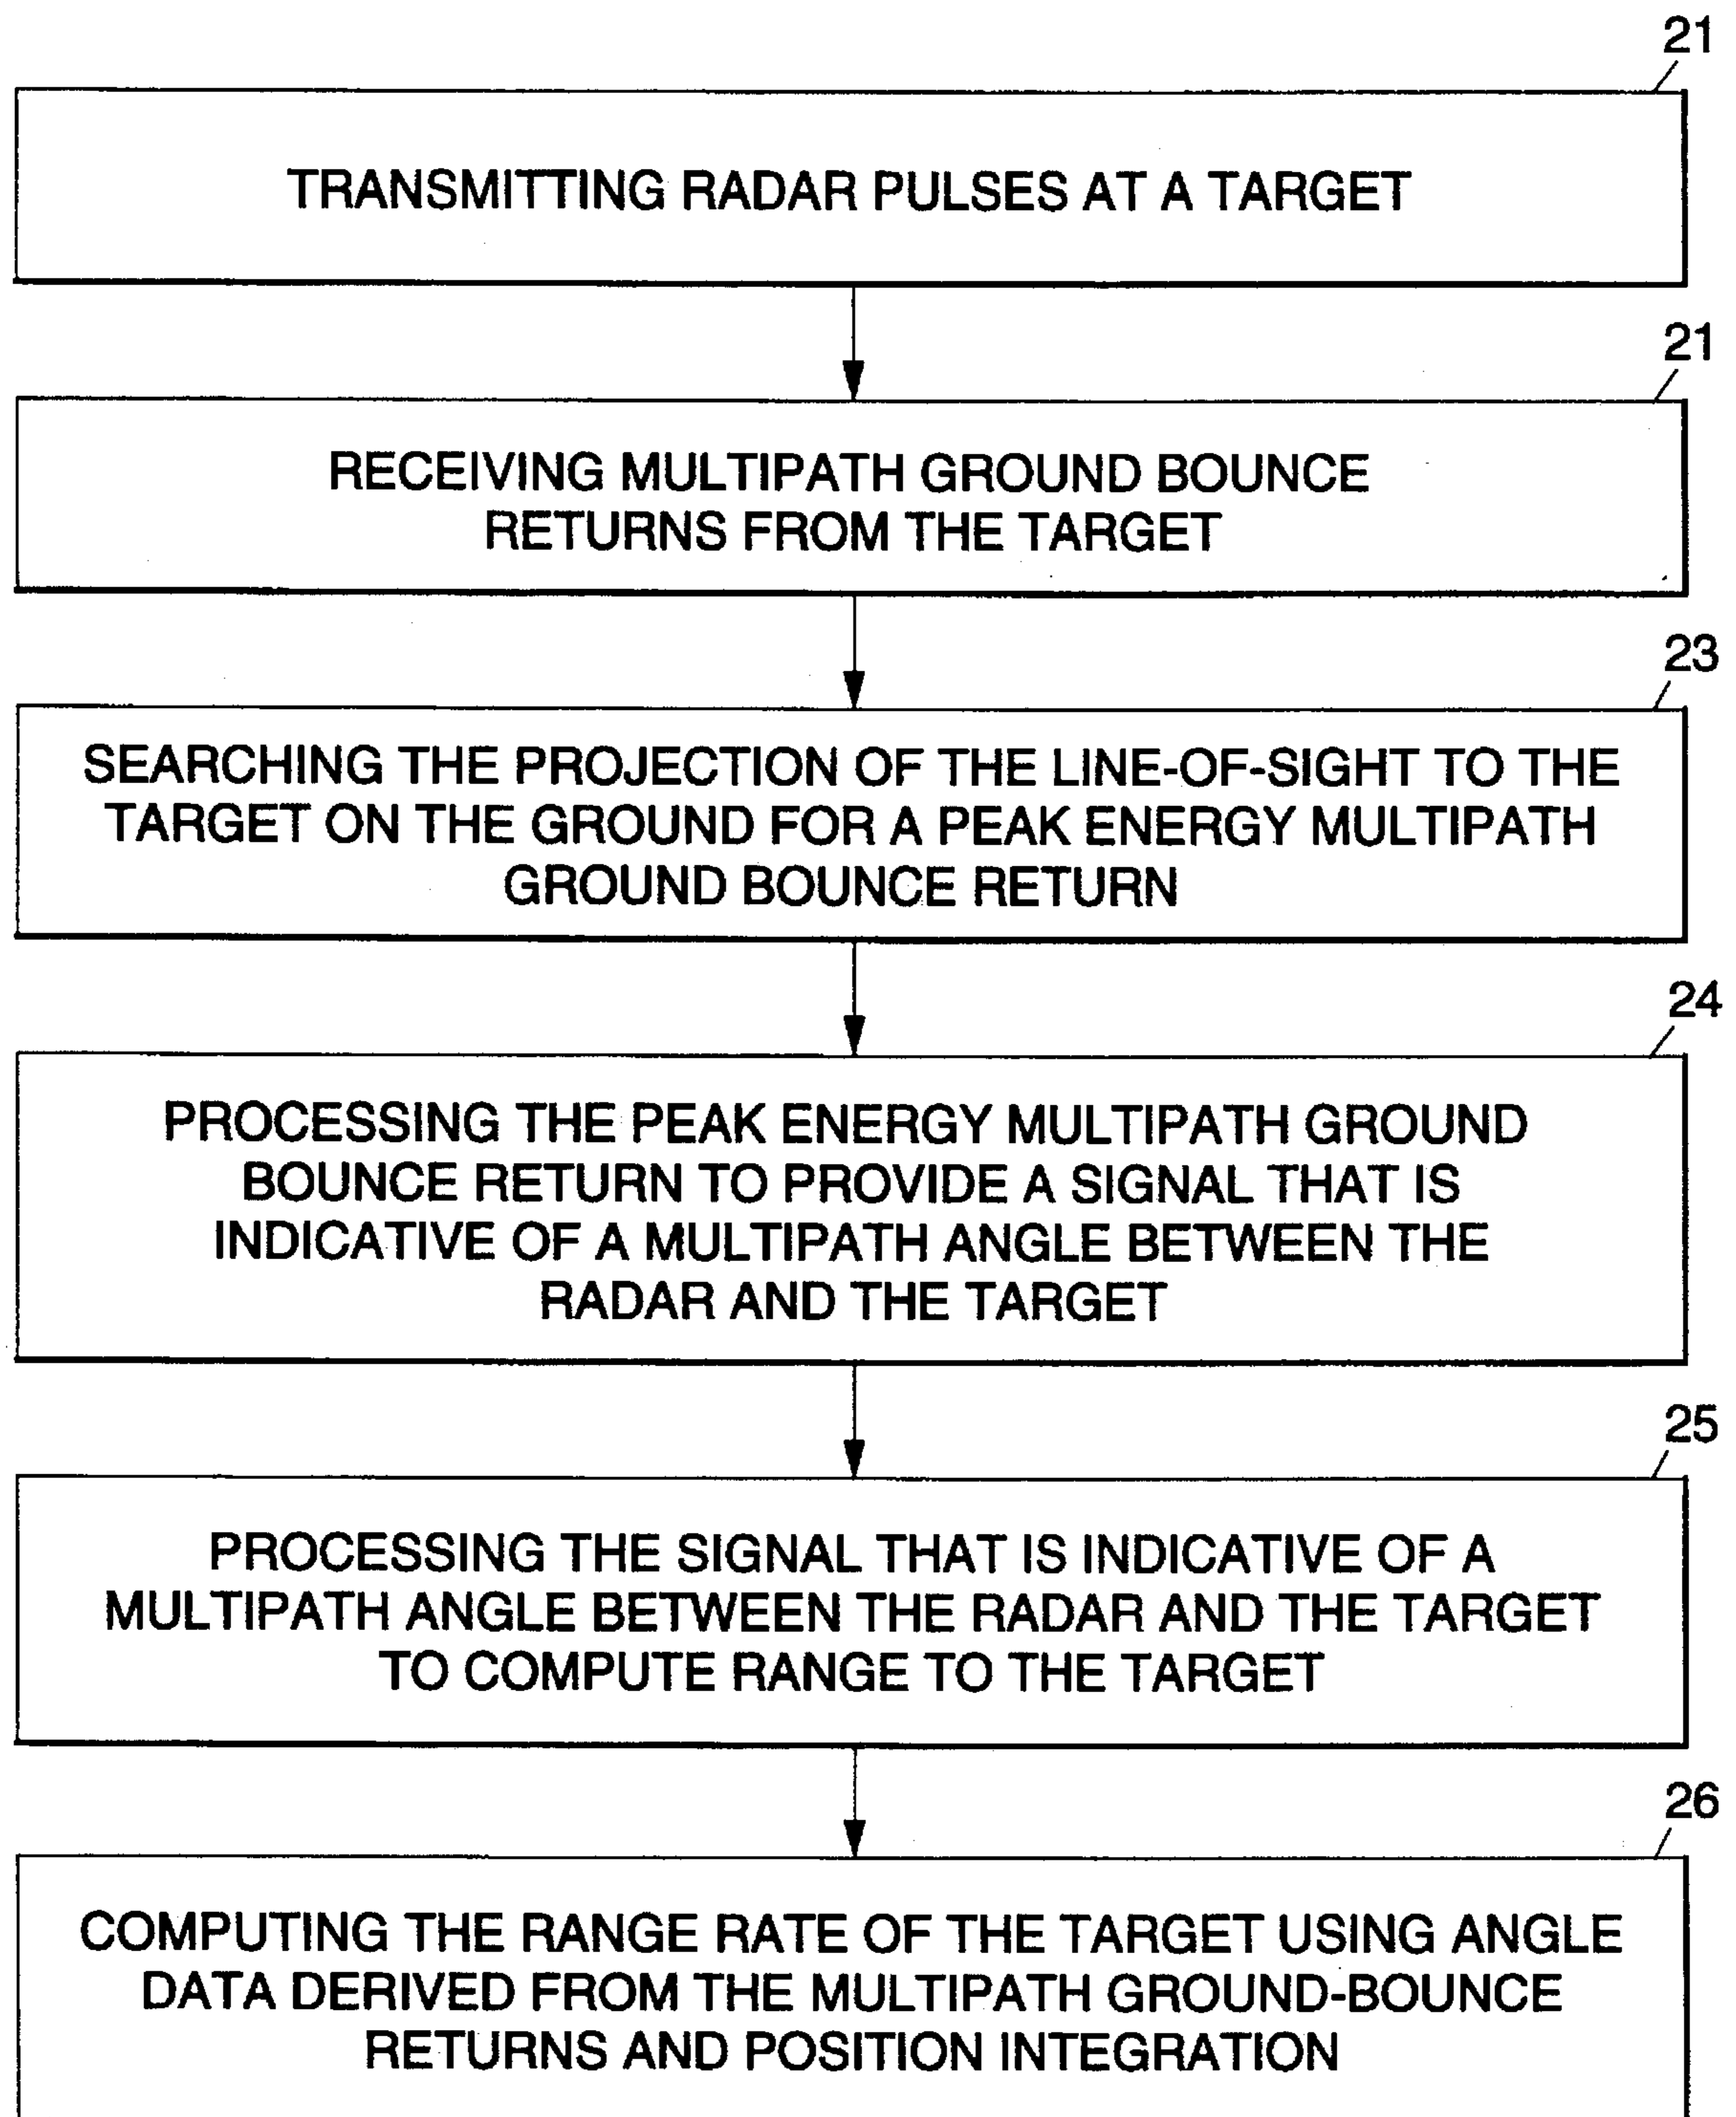 21
TRANSMITTING RADAR PULSES AT A TARGET
21
RECEIVING MULTIPATH GROUND BOUNCE
RETURNS FROM THE TARGET
23
SEARCHING THE PROJECTION OF THE LINE-OF-SIGHT TO THE
TARGET ON THE GROUND FOR A PEAK ENERGY MULTIPATH
GROUND BOUNCE RETURN
24
PROCESSING THE PEAK ENERGY MULTIPATH GROUND
BOUNCE RETURN TO PROVIDE A SIGNAL THAT IS
INDICATIVE OF A MULTIPATH ANGLE BETWEEN THE
RADAR AND THE TARGET
25
PROCESSING THE SIGNAL THAT IS INDICATIVE OF A
MULTIPATH ANGLE BETWEEN THE RADAR AND THE TARGET
TO COMPUTE RANGE TO THE TARGET
26
COMPUTING THE RANGE RATE OF THE TARGET USING ANGLE
DATA DERIVED FROM THE MULTIPATH GROUND-BOUNCE
RETURNS AND POSITION INTEGRATION